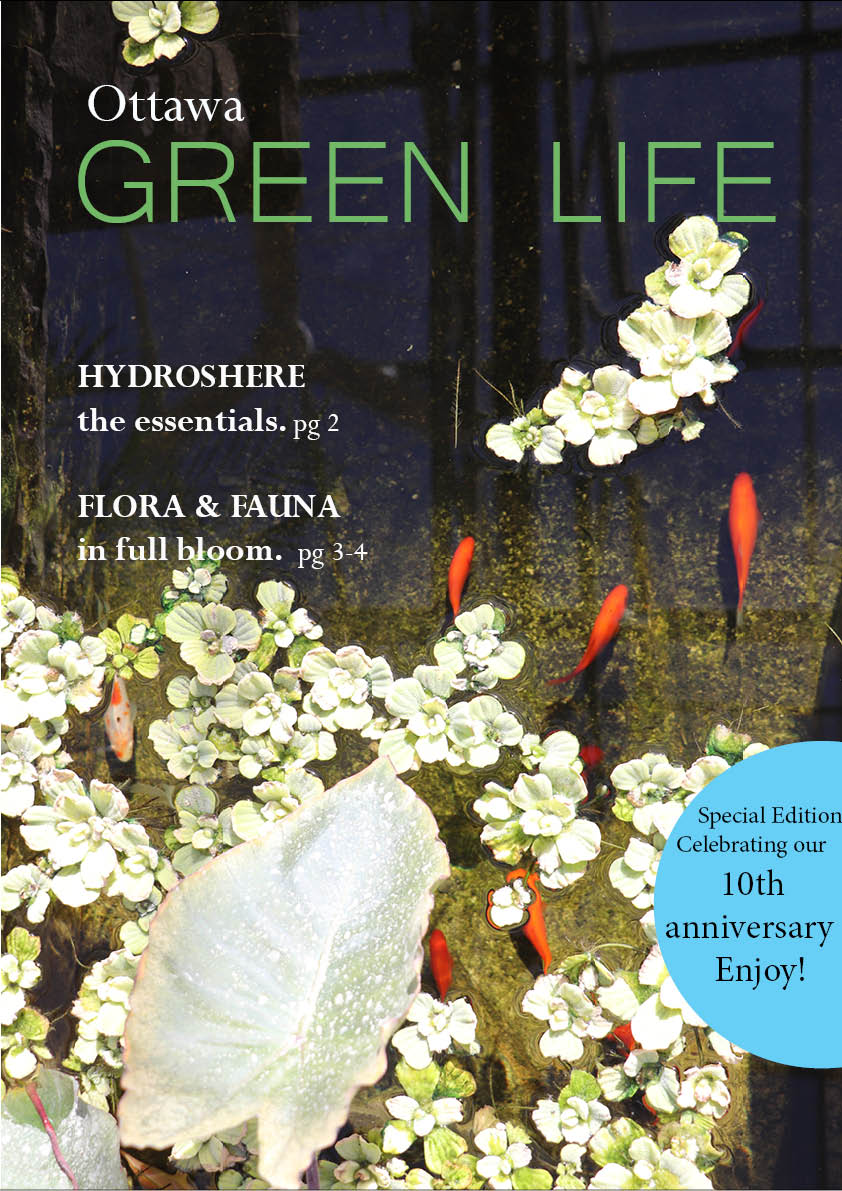 Ottawa
GREEN LIFE
HYDROSHERE
the essentials. pg 2
FLORA & FAUNA
in full bloom. pg 3-4
Special Edition
Celebrating our
10th
anniversary
Enjoy!